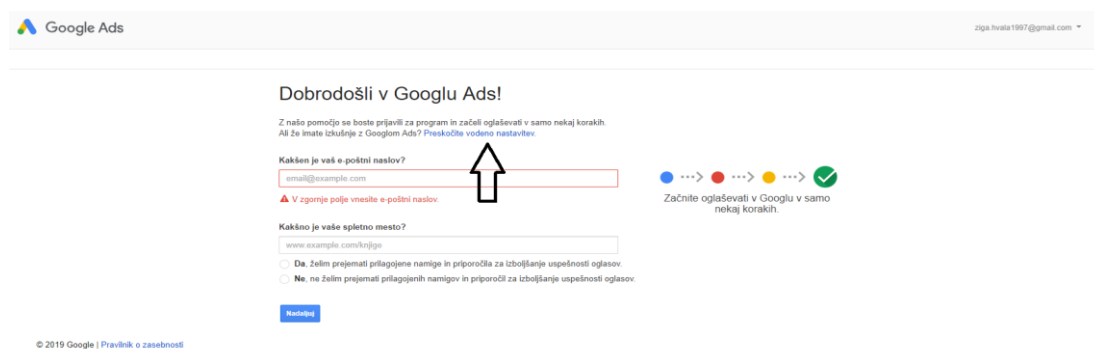 Google Ads
ziga.hvala1997@gmail.com
Dobrodošli v Googlu Ads!
Z našo pomočjo se boste prijavili za program in začeli oglaševati v samo nekaj korakih.
Ali že imate izkušnje z Googlom Ads? Preskočite vodeno nastavitev.
Kakšen je vaš e-poštni naslov?
email@example.com
V zgornje polje vnesite e-poštni naslov
Začnite oglaševati v Googlu v samo
nekaj korakih.
Kakšno je vaše spletno mesto?
www.example.com/knjige
Da, želim prejemati prilagojene namige in priporočila za izboljšanje uspešnosti oglasov.
Ne, ne želim prejemati prilagojenih namigov in priporočil za izboljšanje uspešnosti oglasov.
Nadaljuj
© 2019 Google | Pravilnik o zasebnosti